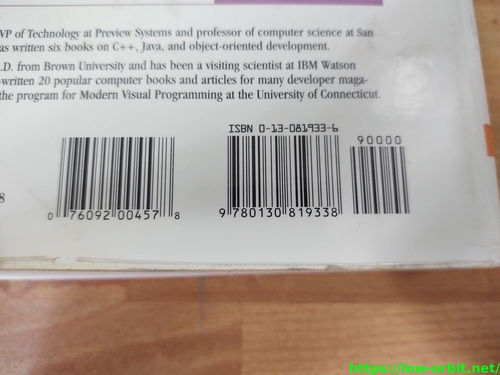 VP of Technology at Preview Systems and professor of computer science at San
as written six books on C++, Java, and object-oriented development.
.D. from Brown University and has been a visiting scientist at IBM Watson
-written 20 popular computer books and articles for many developer maga-
the program for Modern Visual Programming at the University of Connecticut.
ISBN 0-13-081933-6
90000
8
0 76092 00457 8
9 780130 819338
https://low-orbit.net/